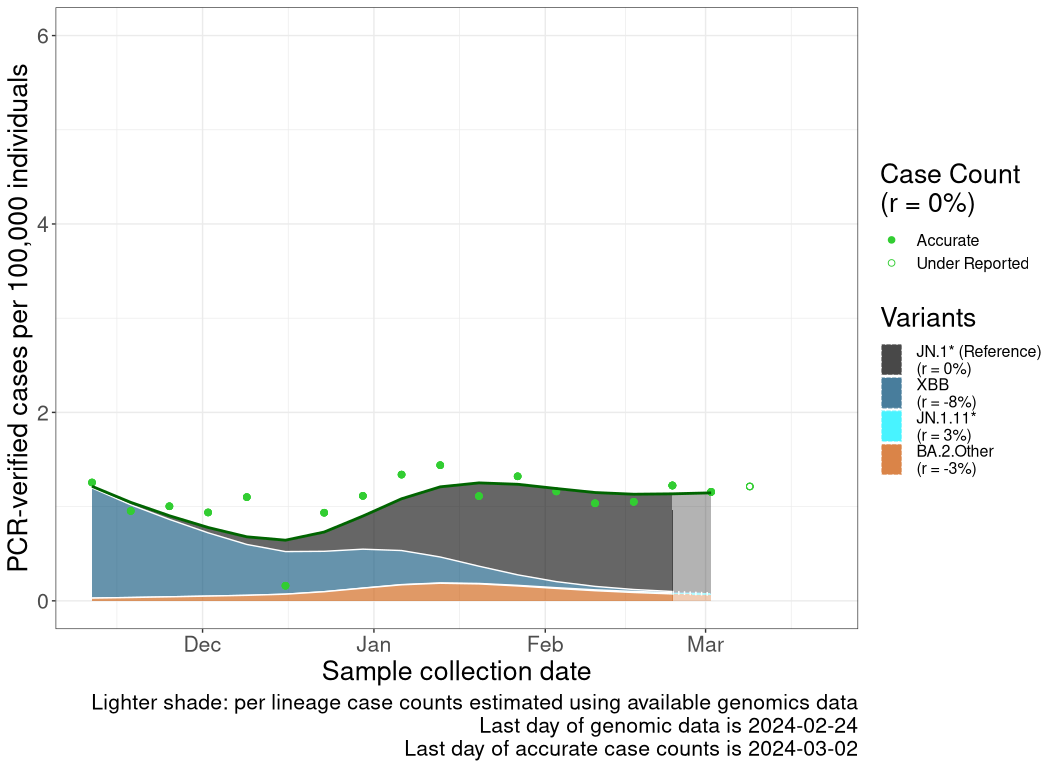 PCR-verified cases per 100,000 individuals
6
4
2
0
Dec
Jan
Feb
Mar
Sample collection date
Lighter shade: per lineage case counts estimated using available genomics data
Last day of genomic data is 2024-02-24
Last day of accurate case counts is 2024-03-02
Case Count
(r = 0%)
Accurate
Under Reported
Variants
JN.1* (Reference)
(r = 0%)
XBB
(r = -8%)
JN.1.11*
(r = 3%)
BA.2.Other
(r = -3%)